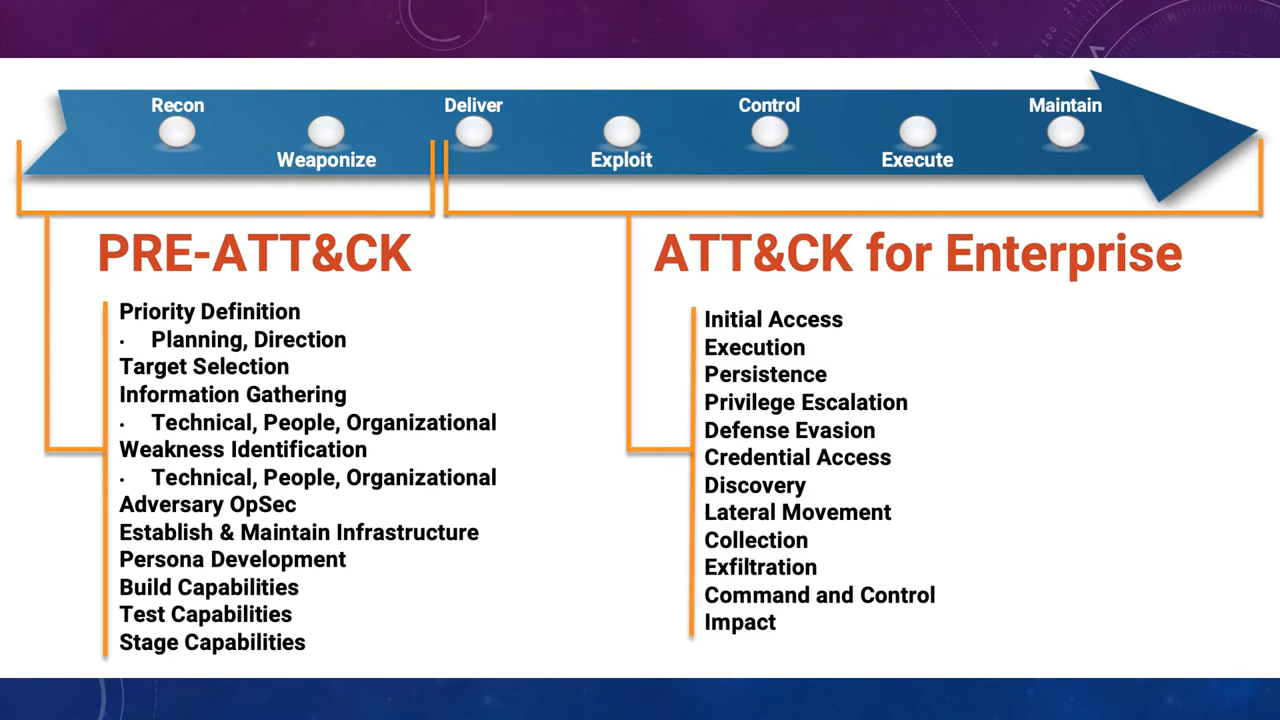 Recon
Deliver
Control
Maintain
Weaponize
Exploit
Execute
PRE-ATT&CK
Priority Definition
· Planning, Direction
Target Selection
Information Gathering
· Technical, People, Organizational
Weakness Identification
· Technical, People, Organizational
Adversary OpSec
Establish & Maintain Infrastructure
Persona Development
Build Capabilities
Test Capabilities
Stage Capabilities
ATT&CK for Enterprise
Initial Access
Execution
Persistence
Privilege Escalation
Defense Evasion
Credential Access
Discovery
Lateral Movement
Collection
Exfiltration
Command and Control
Impact